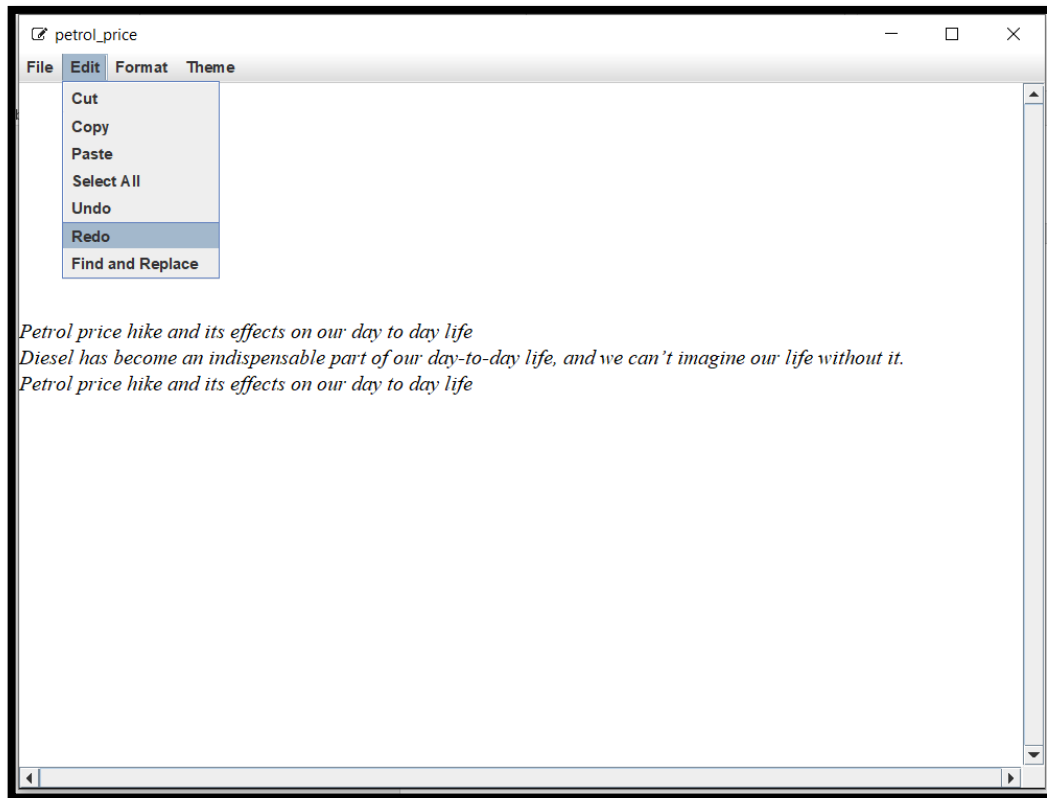 petrol_price
File Edit Format Theme
Cut
Copy
Paste
Select All
Undo
Redo
Find and Replace
Petrol price hike and its effects on our day to day life
Diesel has become an indispensable part of our day-to-day life, and we can’t imagine our life without it.
Petrol price hike and its effects on our day to day life